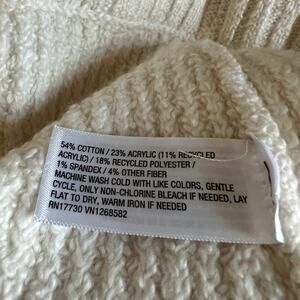 54% COTTON / 23% ACRYLIC (11% RECYCLED
ACRYLIC) / 18% RECYCLED POLYESTER /
1% SPANDEX / 4% OTHER FIBER
MACHINE WASH COLD WITH LIKE COLORS, GENTLE
CYCLE, ONLY NON-CHLORINE BLEACH IF NEEDED, LAY
FLAT TO DRY, WARM IRON IF NEEDED
RN17730 VN1268582